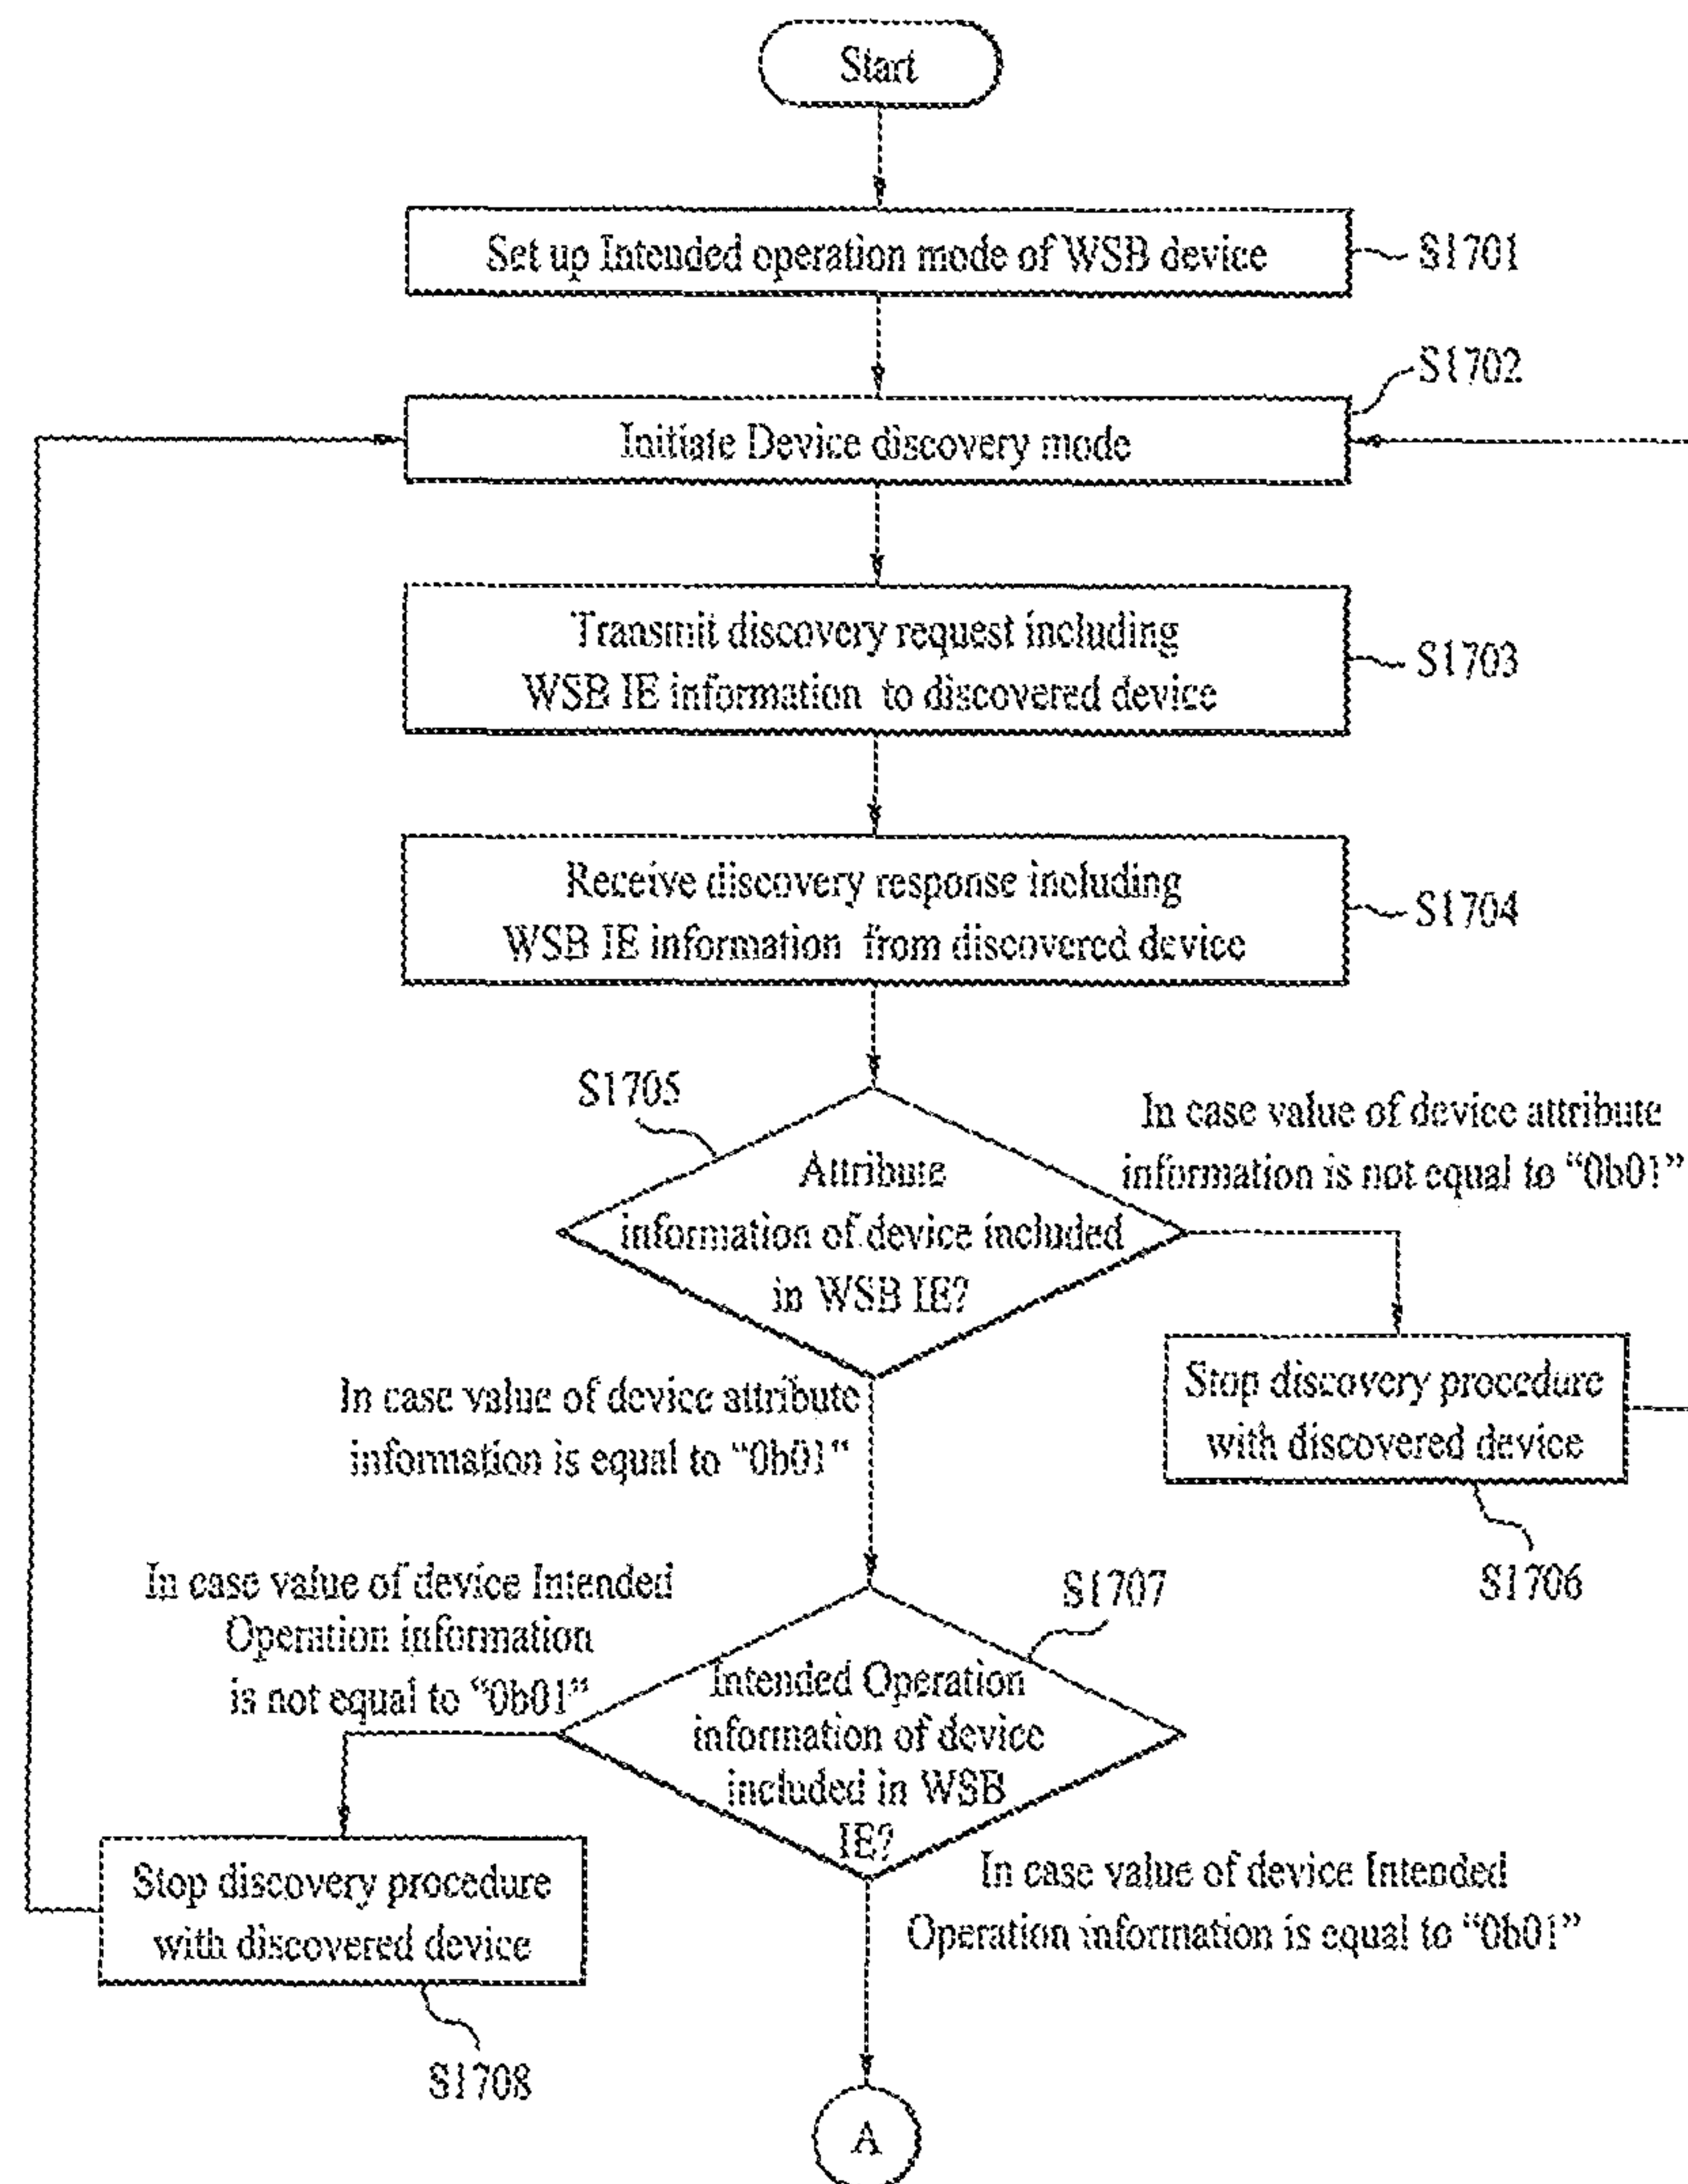 Start
Set up Intended operation mode of WSB device
S1701
S1702
Initiate Device discovery mode
Transmit discovery request including
WSB IE information to discovered device
S1703
Receive discovery response including
WSB IE information from discovered device
S1704
S1705
Attribute
information of device included
in WSB IE?
In case value of device attribute
information is not equal to “0b01”
In case value of device attribute
information is equal to “0b01”
Stop discovery procedure
with discovered device
S1706
In case value of device Intended
Operation information
is not equal to “0b01”
S1707
Intended Operation
information of device
included in WSB
IE?
Stop discovery procedure
with discovered device
S1708
In case value of device Intended
Operation information is equal to “0b01”
A